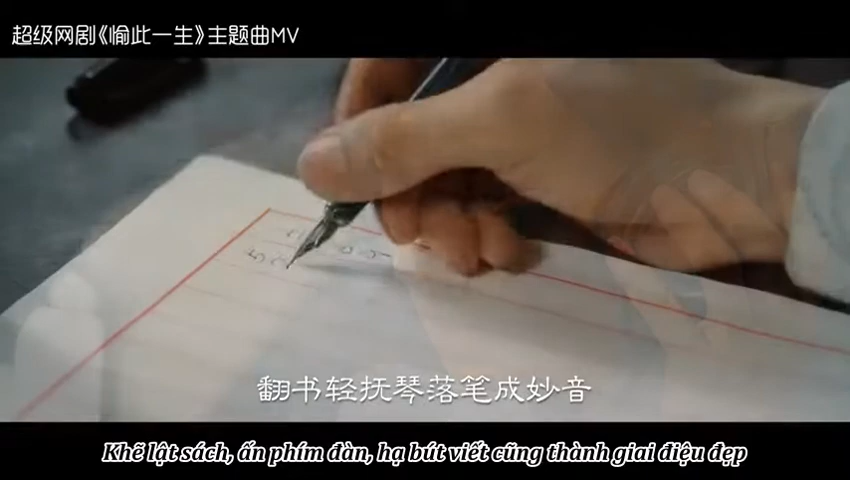 超级网剧《愉此一生》主题曲MV
翻书轻抚琴落笔成妙音
Khẽ lật sách, ấn phím đàn, hạ bút viết cũng thành giai điệu đẹp